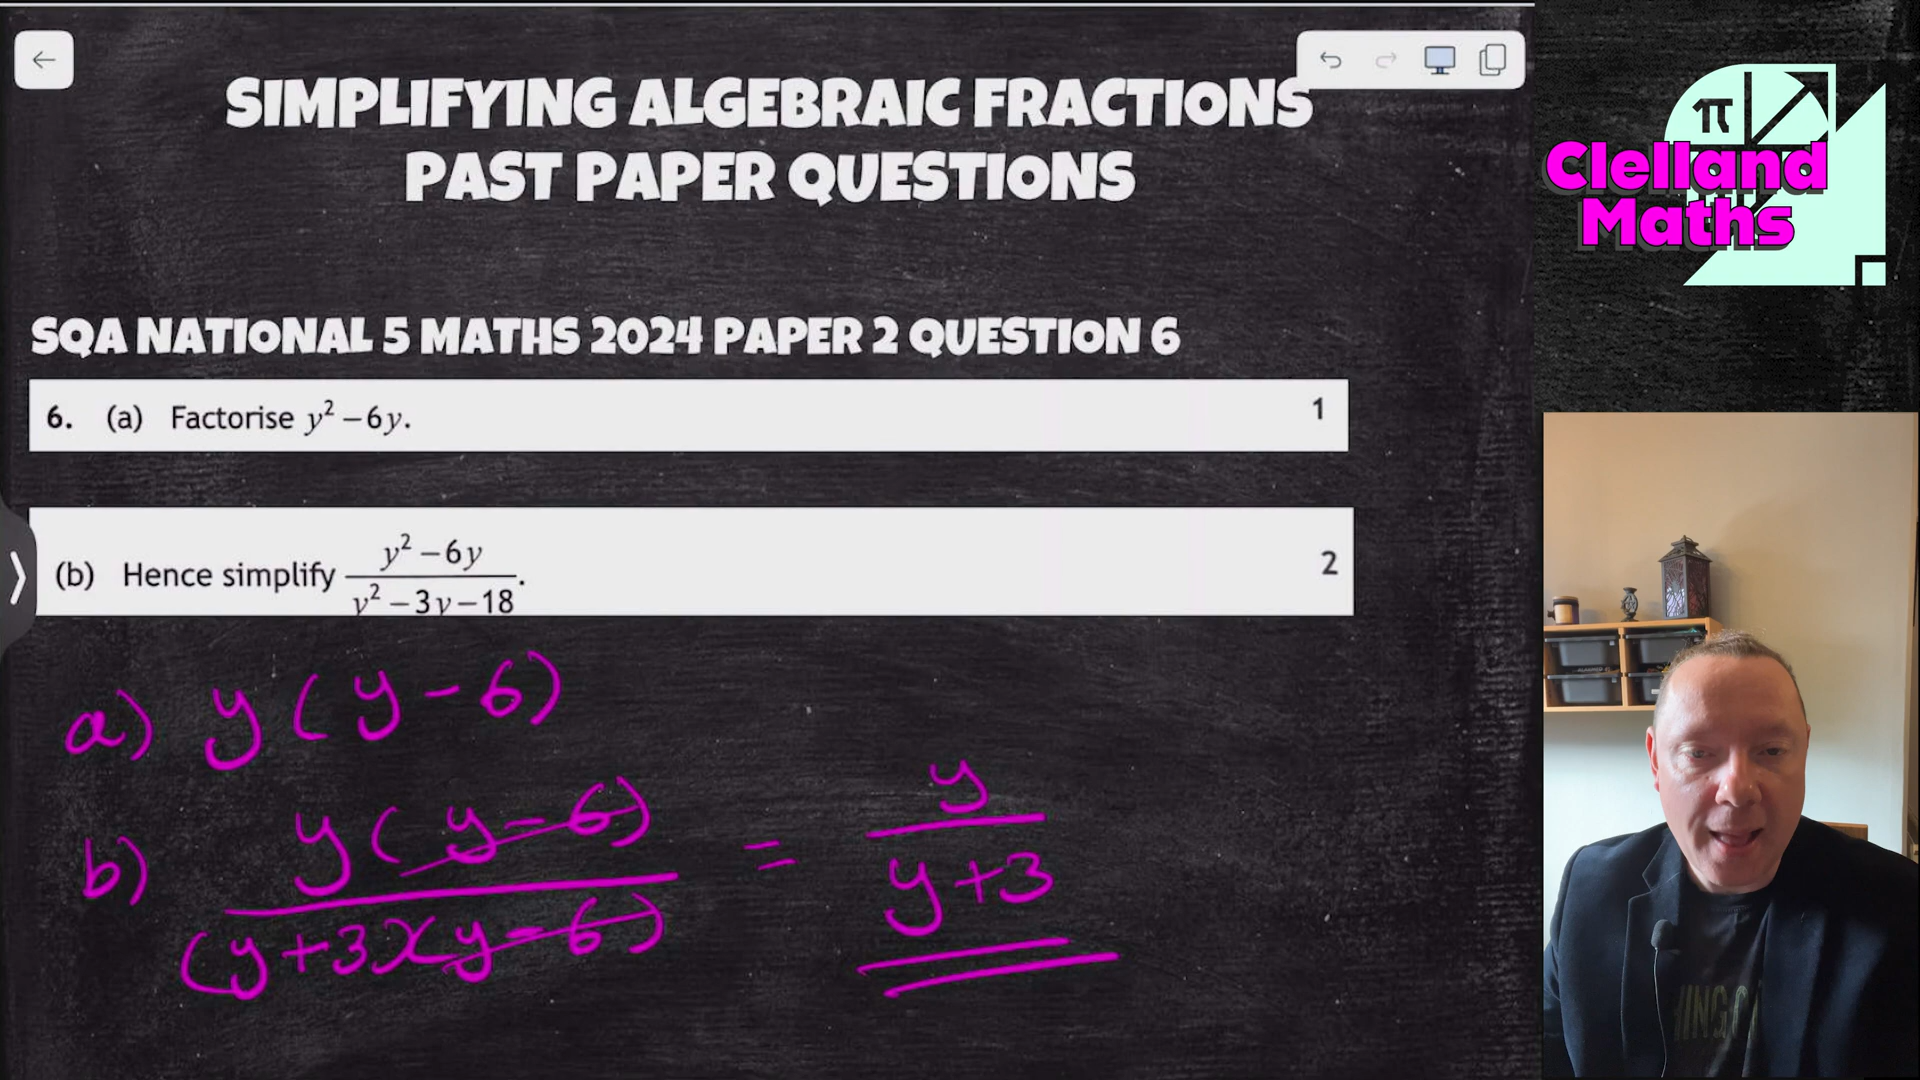 SIMPLIFYING ALGEBRAIC FRACTIONS
PAST PAPER QUESTIONS
π
Clelland
Maths
SQA NATIONAL 5 MATHS 2024 PAPER 2 QUESTION 6
6. (a) Factorise y² – 6y. 1
(b) Hence simplify
y² – 6y
y² – 3y – 18
. 2
a) y(y-6)
b)
y(y-6)
(y+3)(y-6)
=
y
y+3